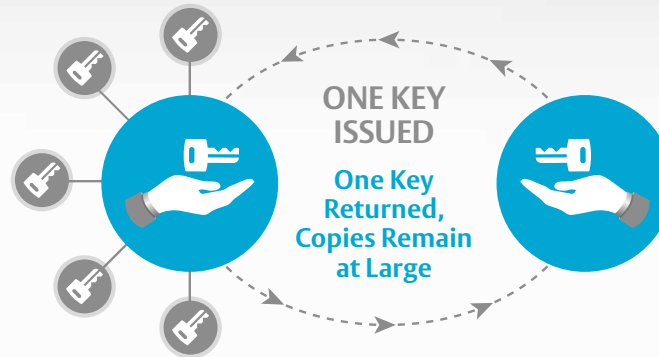 ONE KEY
ISSUED
One Key
Returned,
Copies Remain
at Large